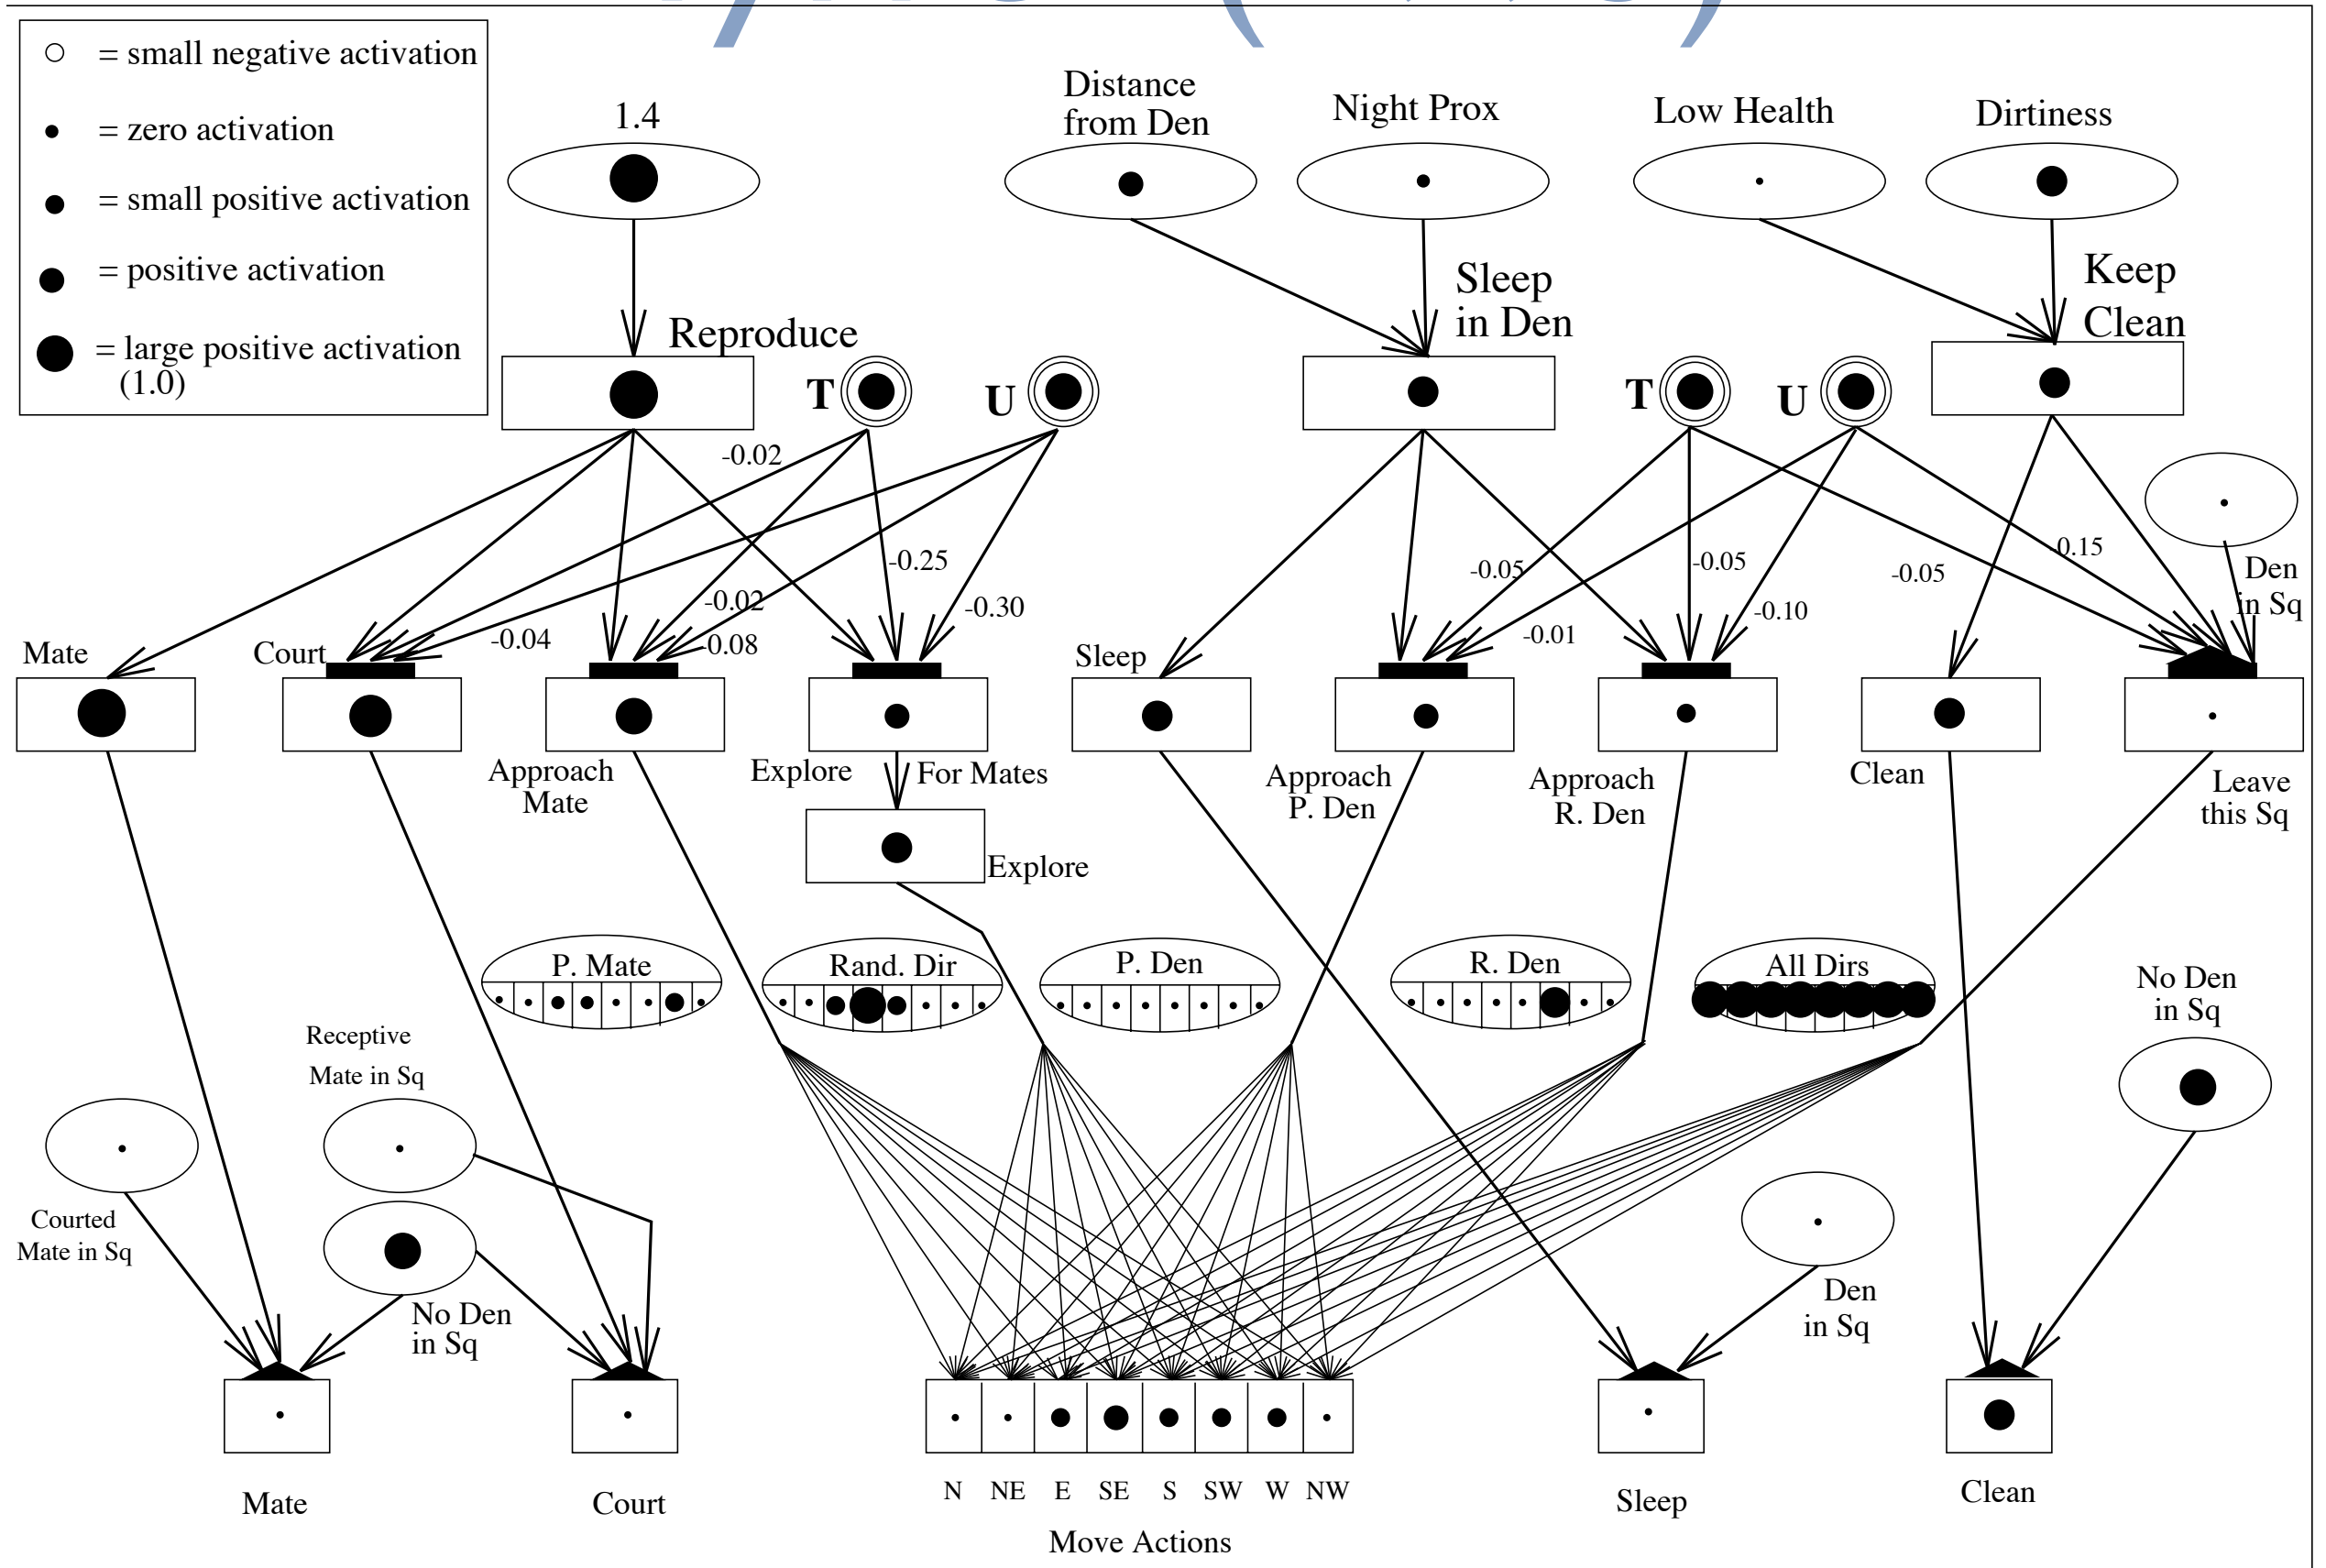 = small negative activation
= zero activation
= small positive activation
= positive activation
= large positive activation
(1.0)
1.4
Distance
from Den
Night Prox
Low Health
Dirtiness
Reproduce
Sleep
in Den
Keep
Clean
T
U
T
U
-0.02
-0.25
-0.02
-0.30
-0.04
-0.08
-0.05
-0.05
-0.05
-0.15
-0.01
-0.10
Den
in Sq
Mate
Court
Sleep
Approach
Mate
Explore
For Mates
Explore
Approach
P. Den
Approach
R. Den
Clean
Leave
this Sq
P. Mate
Rand. Dir
P. Den
R. Den
All Dirs
No Den
in Sq
Receptive
Mate in Sq
Courted
Mate in Sq
No Den
in Sq
Den
in Sq
N NE E SE S SW W NW
Mate
Court
Move Actions
Sleep
Clean